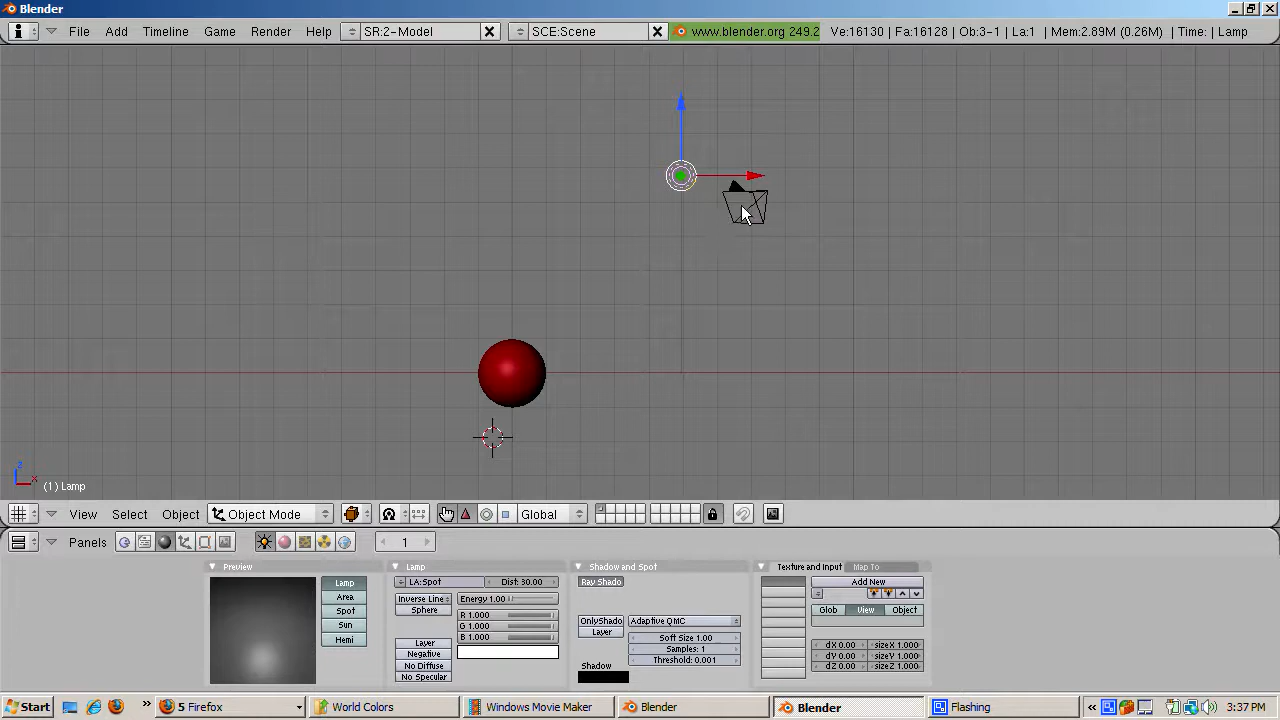 Blender
File Add Timeline Game Render Help SR:2-Model SCE:Scene www.blender.org 249.2 Ve:16130 | Fa:16128 | Ob:3-1 | La:1 | Mem:2.89M (0.26M) | Time: | Lamp
z
x
(1) Lamp
View Select Object Object Mode Global
Panels 1
Preview Lamp Shadow and Spot Texture and Input Map To
Lamp LA:Spot Dist: 30.00 Ray Shado Add New
Area Inverse Line Energy 1.00
Spot Sphere R 1.000 OnlyShado Adaptive QMC Glob View Object
Sun G 1.000 Layer Soft Size 1.00
Hemi Layer B 1.000 Samples: 1 dX 0.00 sizeX 1.000
Negative Threshold: 0.001 dY 0.00 sizeY 1.000
No Diffuse Shadow dZ 0.00 sizeZ 1.000
No Specular
Start 5 Firefox World Colors Windows Movie Maker Blender Blender Flashing 3:37 PM